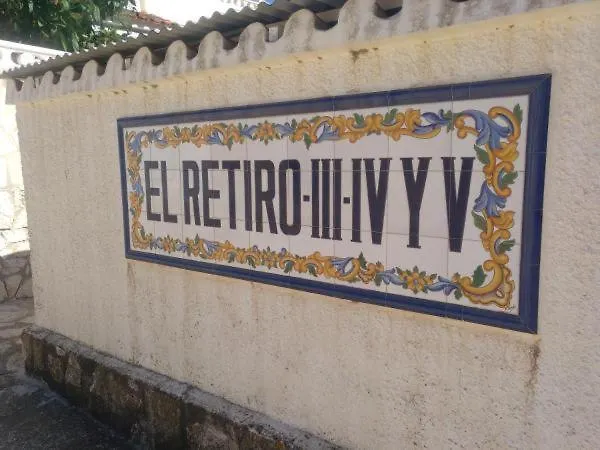 EL RETIRO-III-IV Y V